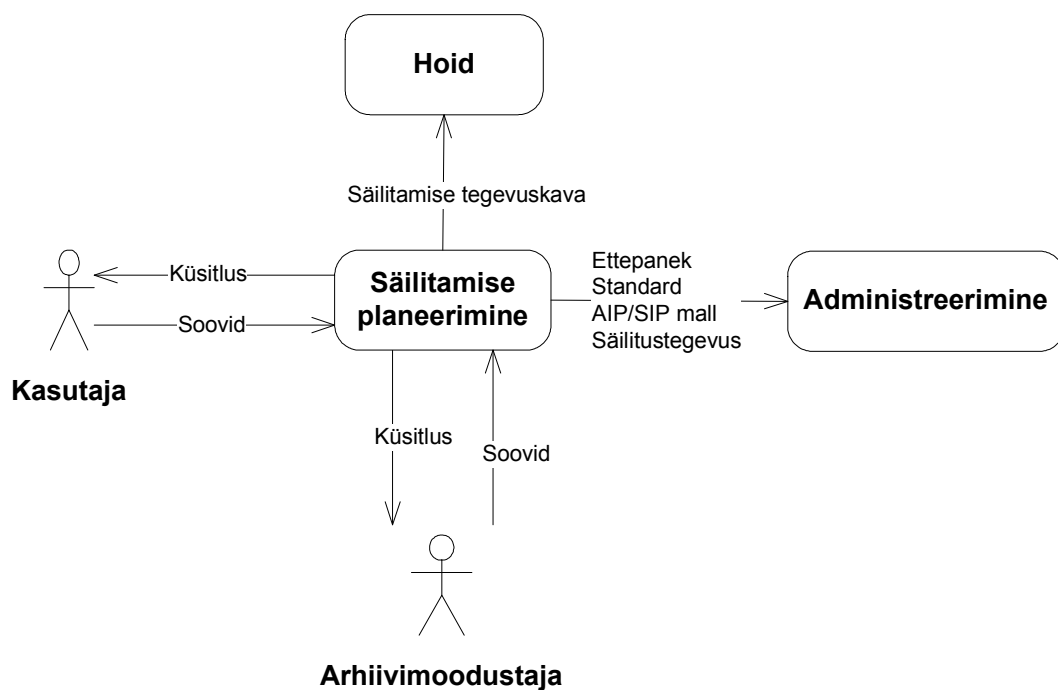 Hoid
Säilitamise tegevuskava
Küsitlus
Soovid
Kasutaja
Säilitamise
planeerimine
Ettepanek
Standard
AIP/SIP mall
Säilitustegevus
Administreerimine
Küsitlus
Soovid
Arhiivimoodustaja